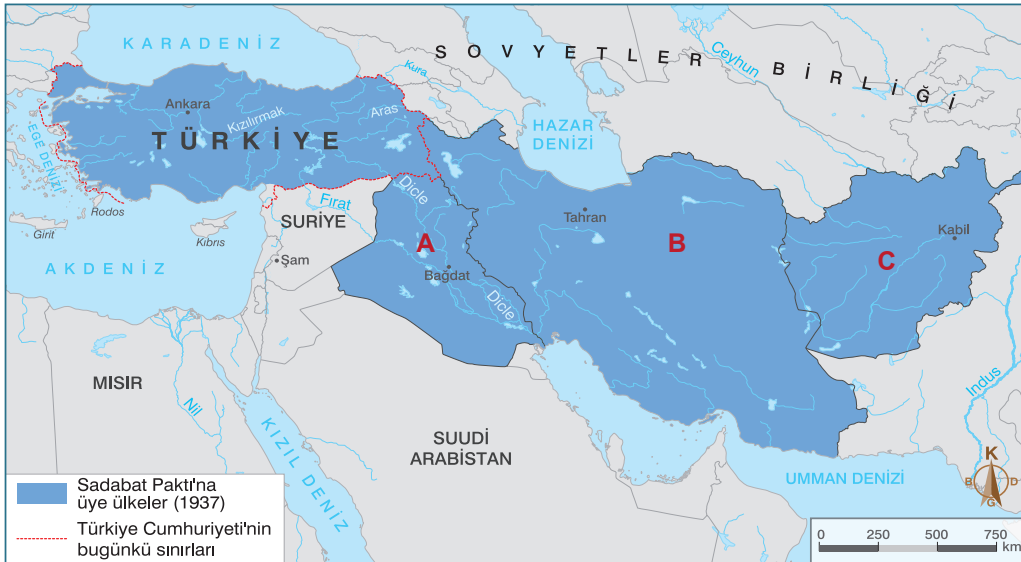 KARADENİZ
SOVYETLER BİRLİĞİ
Ceyhun
Kura
Ankara
Kızılırmak
Aras
TÜRKİYE
EGE DENİZİ
HAZAR
DENİZİ
Rodos
Girit
Kıbrıs
SURİYE
Fırat
Dicle
Tahran
Kabil
A
B
C
AKDENİZ
Şam
Bağdat
Dicle
MISIR
Nil
KIZIL DENİZ
SUUDİ
ARABİSTAN
Indus
UMMAN DENİZİ
K
B
D
G
Sadabat Paktı'na
üye ülkeler (1937)
Türkiye Cumhuriyeti'nin
bugünkü sınırları
0 250 500 750
km